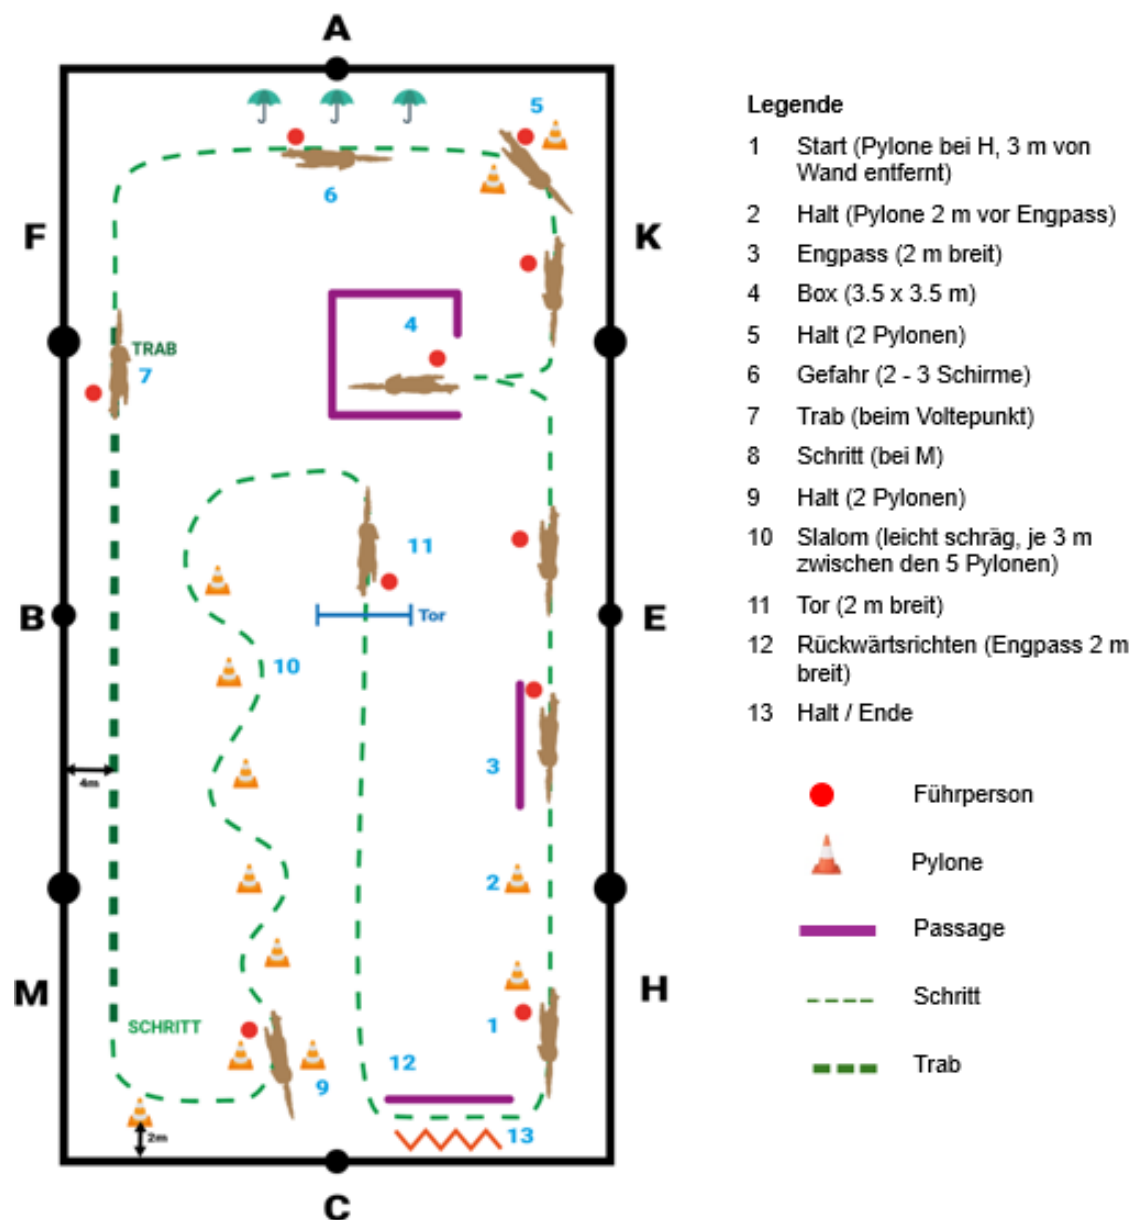 A
5
6
F
K
4
TRAB
7
11
Tor
B
E
10
3
4m
2
M
H
SCHRITT
1
12
9
2m
13
C
Legende
1 Start (Pylone bei H, 3 m von
Wand entfernt)
2 Halt (Pylone 2 m vor Engpass)
3 Engpass (2 m breit)
4 Box (3.5 x 3.5 m)
5 Halt (2 Pylonen)
6 Gefahr (2 - 3 Schirme)
7 Trab (beim Voltepunkt)
8 Schritt (bei M)
9 Halt (2 Pylonen)
10 Slalom (leicht schräg, je 3 m
zwischen den 5 Pylonen)
11 Tor (2 m breit)
12 Rückwärtsrichten (Engpass 2 m
breit)
13 Halt / Ende
Führperson
Pylone
Passage
Schritt
Trab